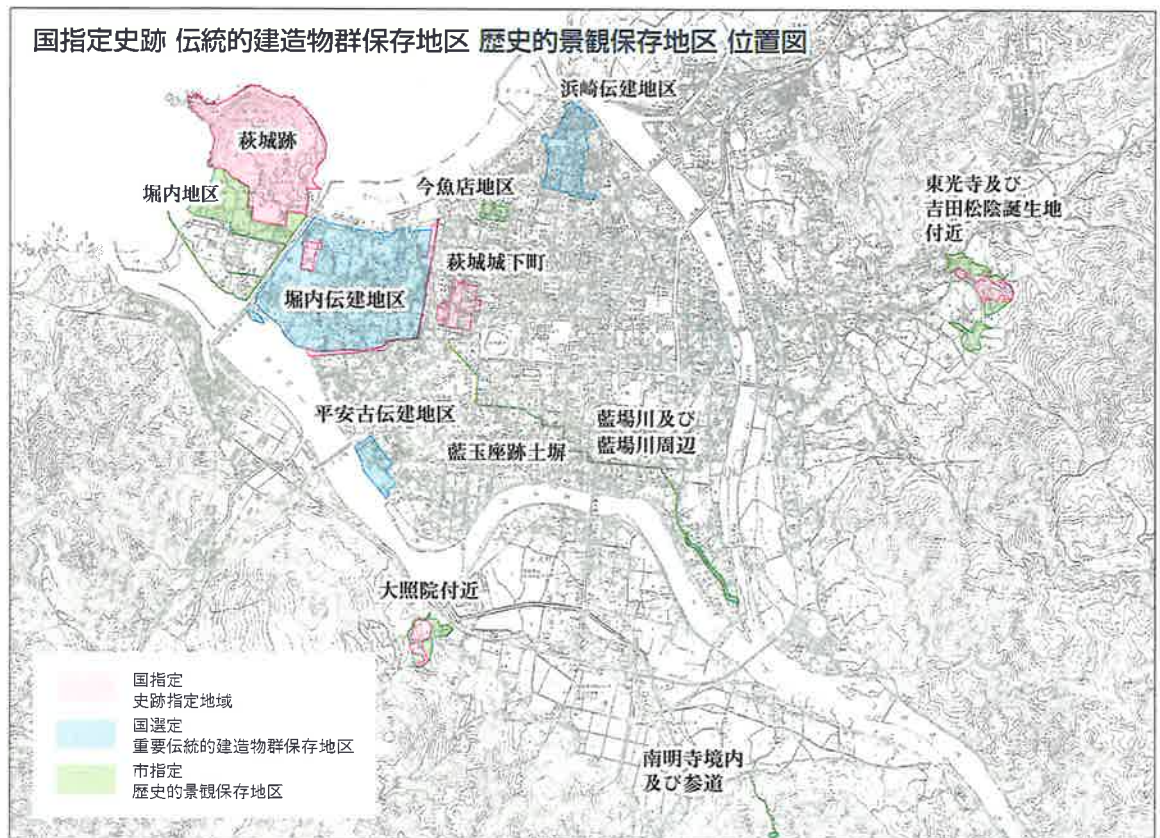 国指定史跡 伝統的建造物群保存地区 歴史的景観保存地区 位置図
浜崎伝建地区
萩城跡
今魚店地区
堀内地区
東光寺及び
吉田松陰誕生地
付近
萩城城下町
堀内伝建地区
平安古伝建地区
藍場川及び
藍場川周辺
藍玉座跡土塀
大照院付近
国指定
史跡指定地域
国選定
重要伝統的建造物群保存地区
市指定
歴史的景観保存地区
南明寺境内
及び参道